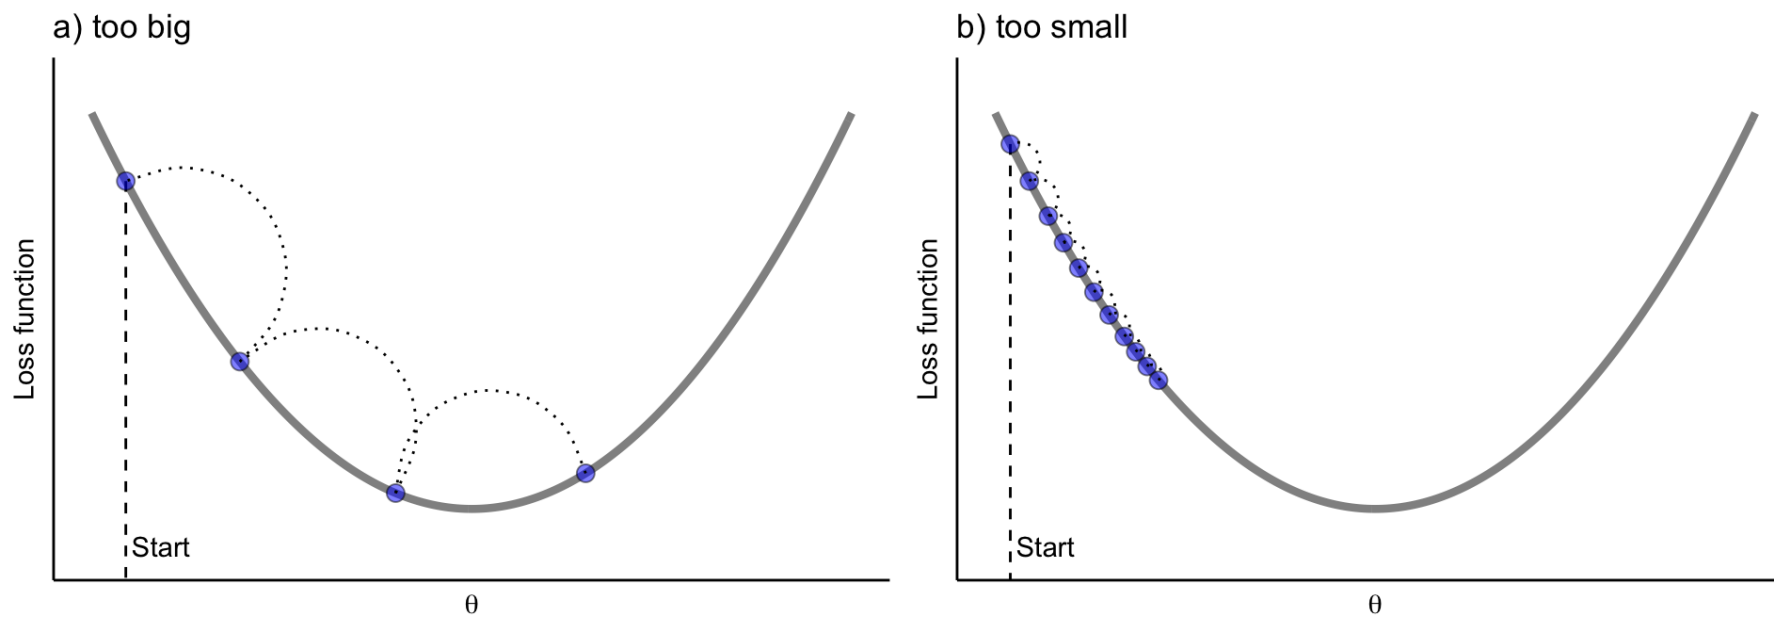 a) too big
Loss function
Start
θ
b) too small
Loss function
Start
θ